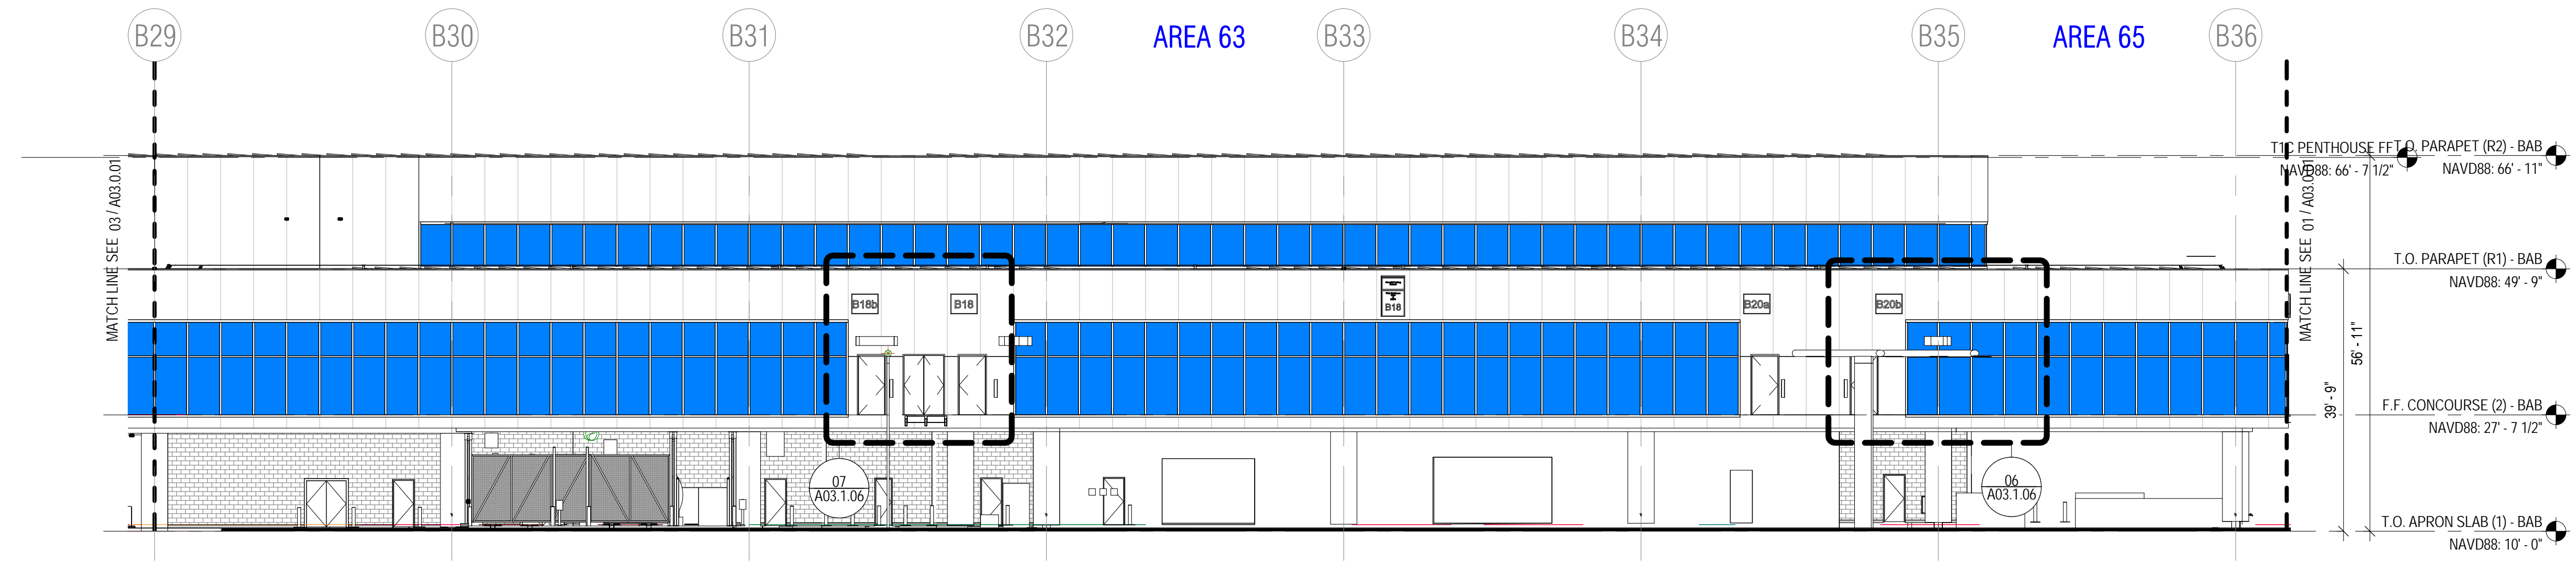 B29
B30
B31
B32
AREA 63
B33
B34
B35
AREA 65
B36
T1C PENTHOUSE FF
T.O. PARAPET (R2) - BAB
NAVD88: 66' - 7 1/2"
NAVD88: 66' - 11"
MATCH LINE SEE 03 / A03.0.01
MATCH LINE SEE 01 / A03.0.01
T.O. PARAPET (R1) - BAB
NAVD88: 49' - 9"
B18b
B18
B18
B20a
B20b
56' - 11"
39' - 9"
F.F. CONCOURSE (2) - BAB
NAVD88: 27' - 7 1/2"
07
A03.1.06
06
A03.1.06
T.O. APRON SLAB (1) - BAB
NAVD88: 10' - 0"